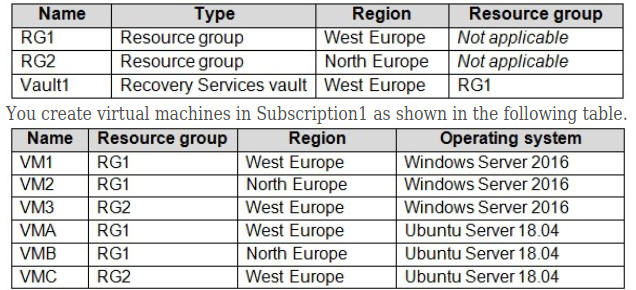 Name Type Region Resource group
RG1 Resource group West Europe Not applicable
RG2 Resource group North Europe Not applicable
Vault1 Recovery Services vault West Europe RG1
You create virtual machines in Subscription1 as shown in the following table.
Name Resource group Region Operating system
VM1 RG1 West Europe Windows Server 2016
VM2 RG1 North Europe Windows Server 2016
VM3 RG2 West Europe Windows Server 2016
VMA RG1 West Europe Ubuntu Server 18.04
VMB RG1 North Europe Ubuntu Server 18.04
VMC RG2 West Europe Ubuntu Server 18.04